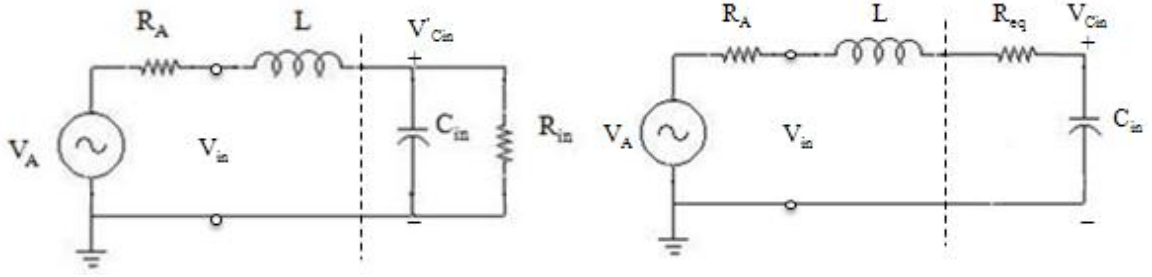 R_A L V'_Cin
+
V_A V_in C_in R_in
−
R_A L R_eq V_Cin
+
V_A V_in C_in
−